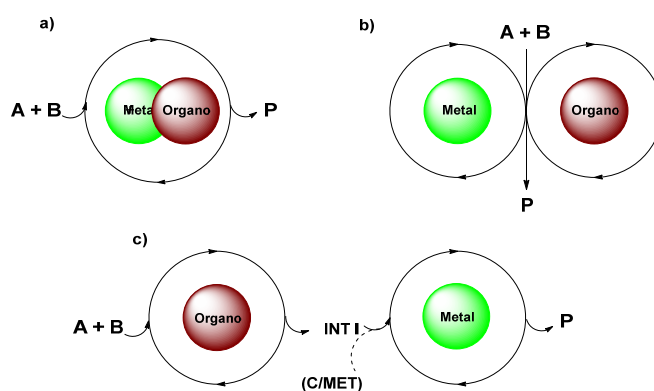 a)
A + B
Metal
Organo
P
b)
A + B
Metal
Organo
P
c)
A + B
Organo
INT I
(C/MET)
Metal
P